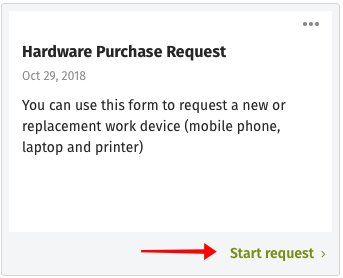 Hardware Purchase Request
Oct 29, 2018
You can use this form to request a new or
replacement work device (mobile phone,
laptop and printer)
Start request